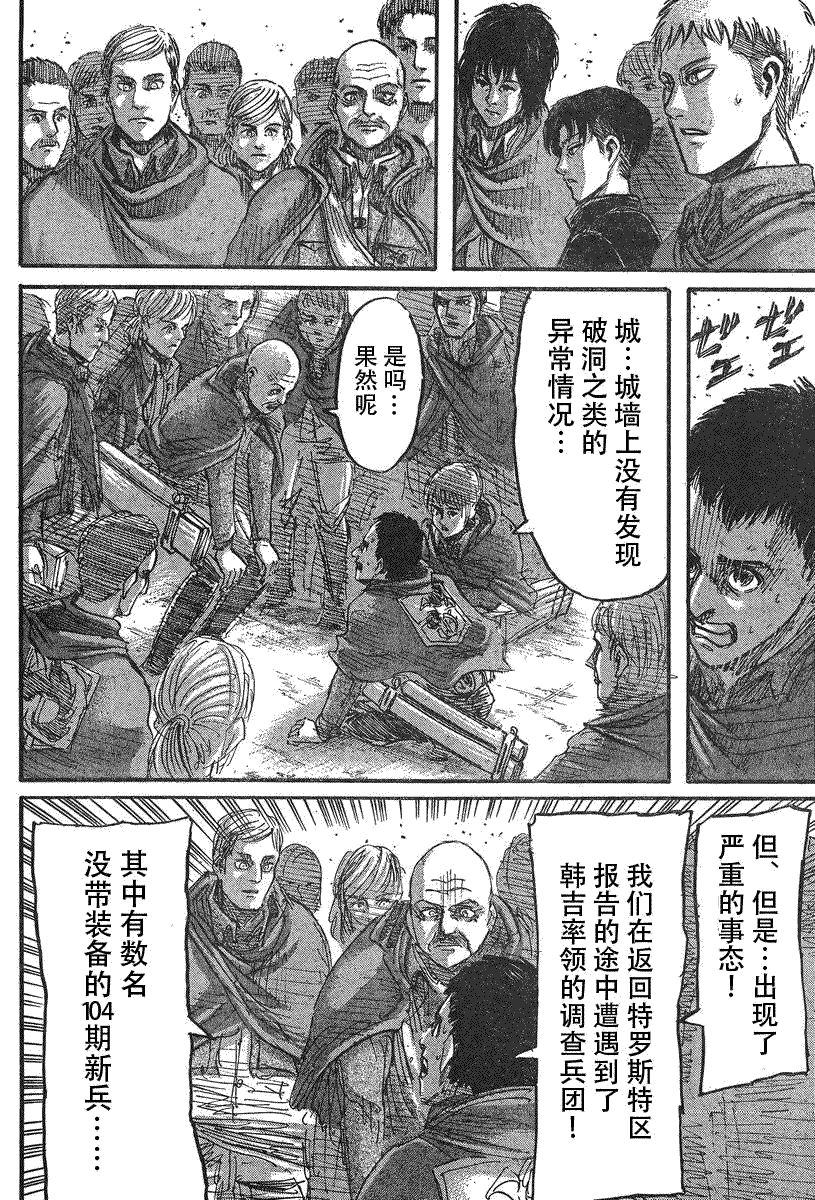 ゼェ
ゼェ
城…城墙上没有发现
破洞之类的
异常情况…
是吗…
果然呢
但、但是…出现了
严重的事态！
我们在返回特罗斯特区
报告的途中遭遇到了
韩吉率领的调查兵团！
其中有数名
没带装备的104期新兵……